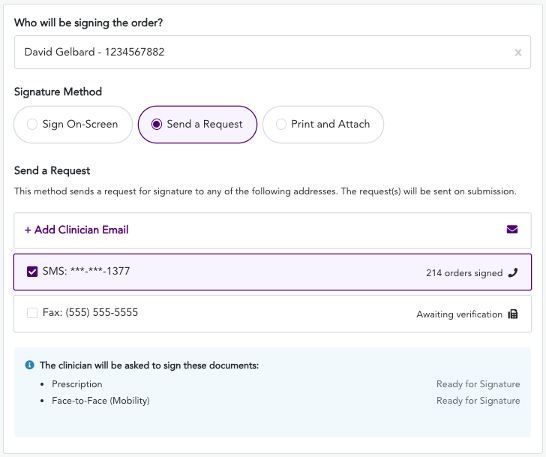 Who will be signing the order?
David Gelbard - 1234567882 x
Signature Method
Sign On-Screen Send a Request Print and Attach
Send a Request
This method sends a request for signature to any of the following addresses. The request(s) will be sent on submission.
+ Add Clinician Email
SMS: ***-***-1377 214 orders signed
Fax: (555) 555-5555 Awaiting verification
The clinician will be asked to sign these documents:
• Prescription Ready for Signature
• Face-to-Face (Mobility) Ready for Signature